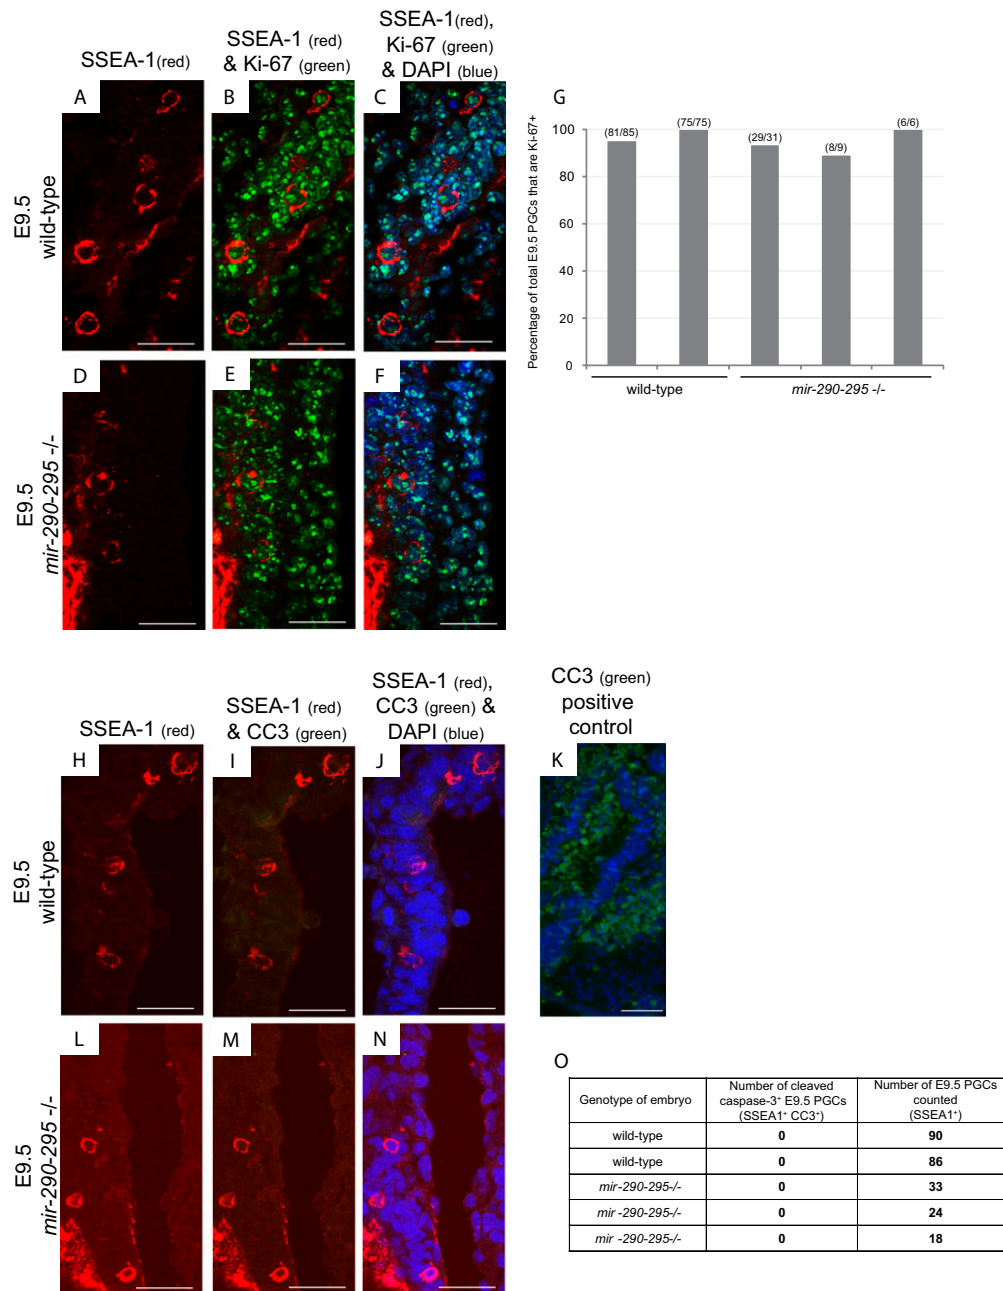 SSEA-1 (red)
SSEA-1 (red)
& Ki-67 (green)
SSEA-1(red),
Ki-67 (green)
& DAPI (blue)
E9.5
wild-type
A
B
C
E9.5
mir-290-295 -/-
D
E
F
G
Percentage of total E9.5 PGCs that are Ki-67+
100
80
60
40
20
0
(81/85)
(75/75)
(29/31)
(8/9)
(6/6)
wild-type
mir-290-295 -/-
SSEA-1 (red)
SSEA-1 (red)
& CC3 (green)
SSEA-1 (red),
CC3 (green) &
DAPI (blue)
CC3 (green)
positive
control
E9.5
wild-type
H
I
J
K
E9.5
mir-290-295 -/-
L
M
N
O
Genotype of embryo
Number of cleaved
caspase-3+ E9.5 PGCs
(SSEA1+ CC3+)
Number of E9.5 PGCs
counted
(SSEA1+)
wild-type 0 90
wild-type 0 86
mir-290-295-/- 0 33
mir -290-295-/- 0 24
mir -290-295-/- 0 18